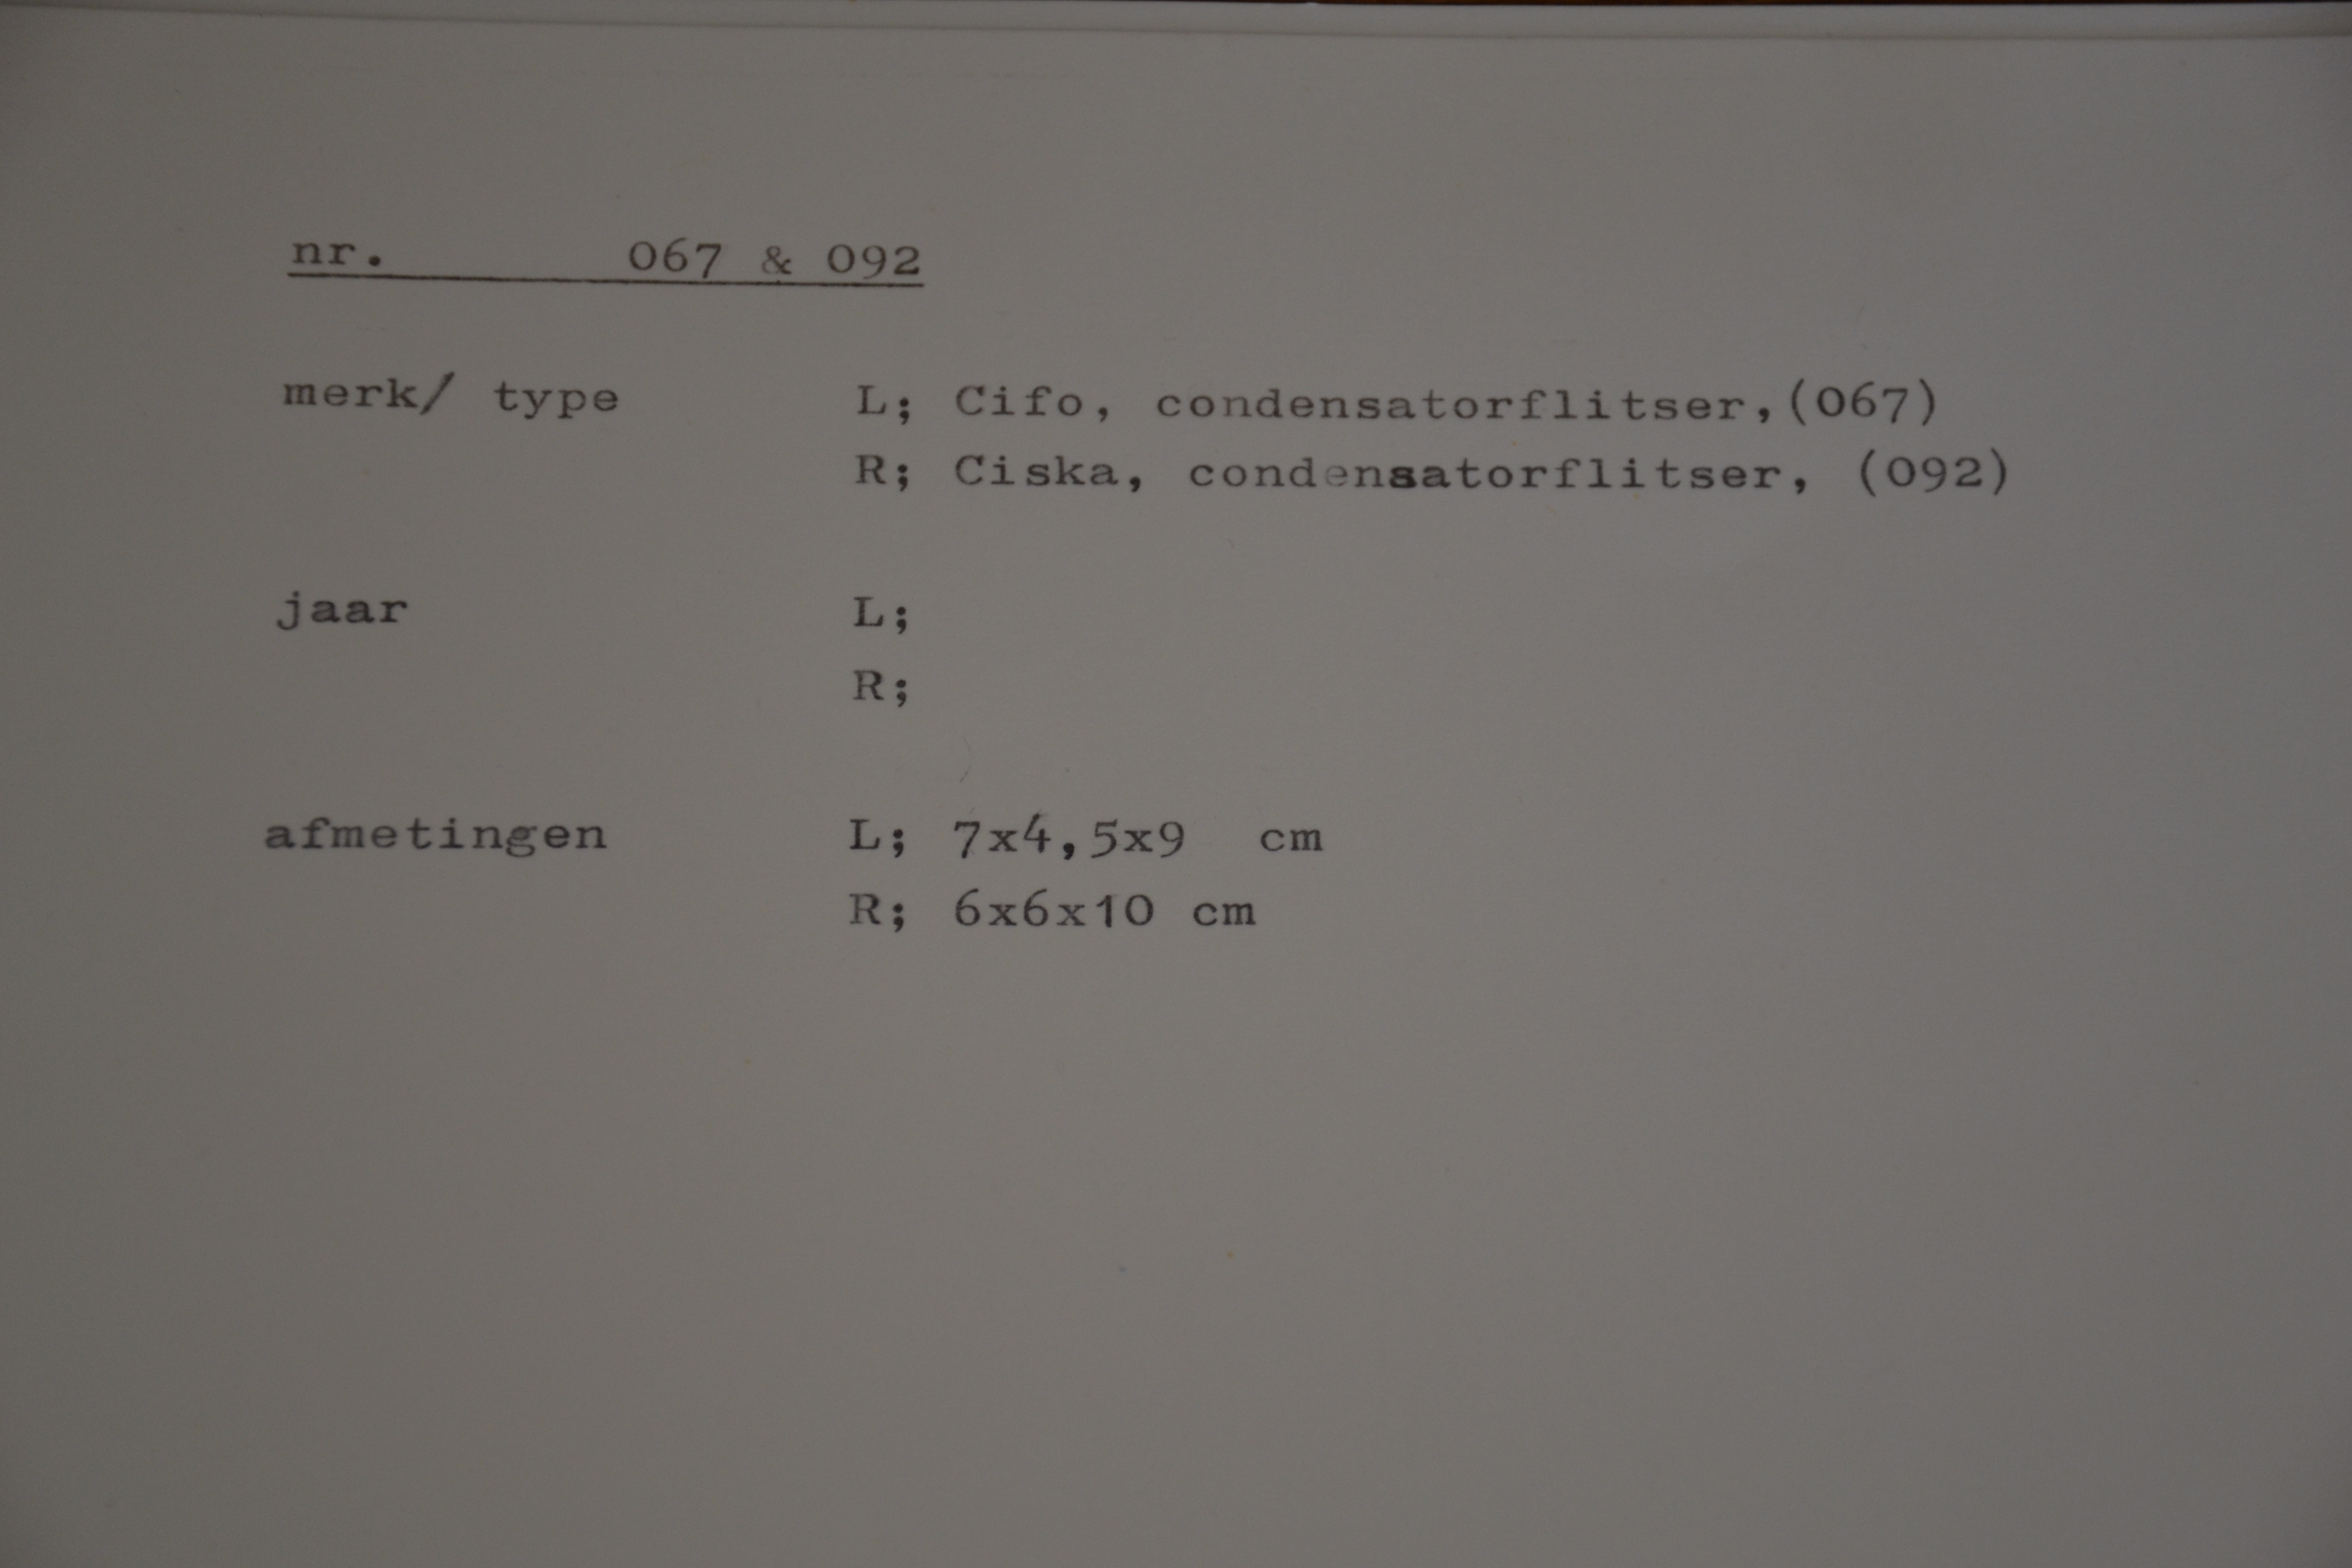 nr. 067 & 092
merk/ type L; Cifo, condensatorflitser,(067)
R; Ciska, condensatorflitser, (092)
jaar L;
R;
afmetingen L; 7x4,5x9 cm
R; 6x6x10 cm